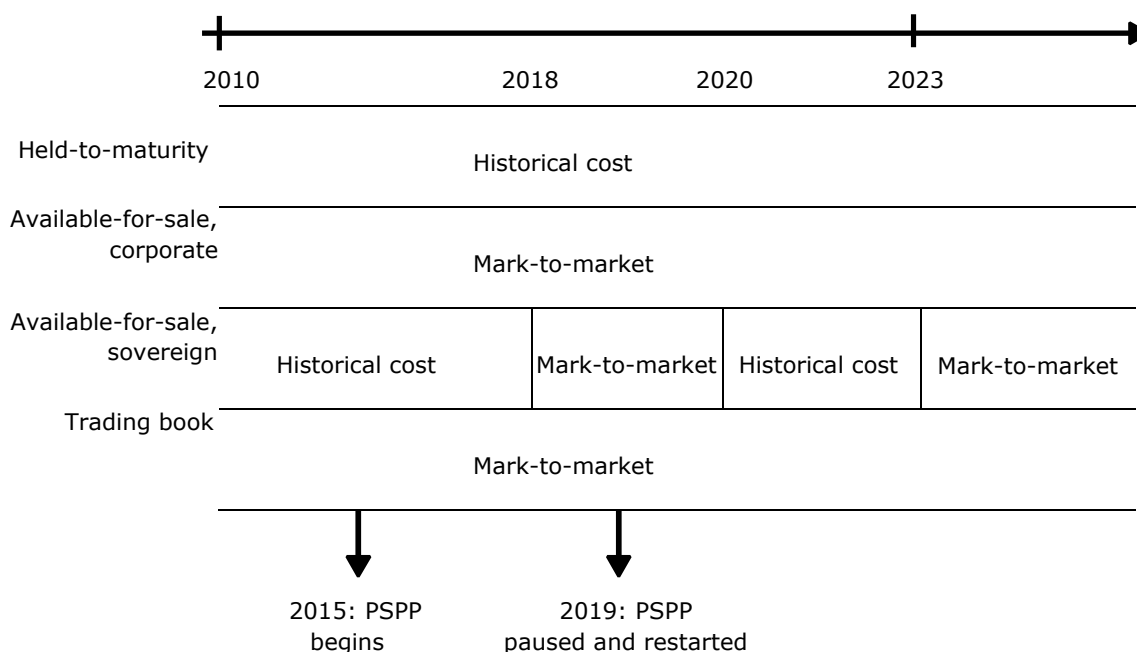 2010 2018 2020 2023
Held-to-maturity
Historical cost
Available-for-sale,
corporate
Mark-to-market
Available-for-sale,
sovereign
Historical cost Mark-to-market Historical cost Mark-to-market
Trading book
Mark-to-market
2015: PSPP
begins
2019: PSPP
paused and restarted